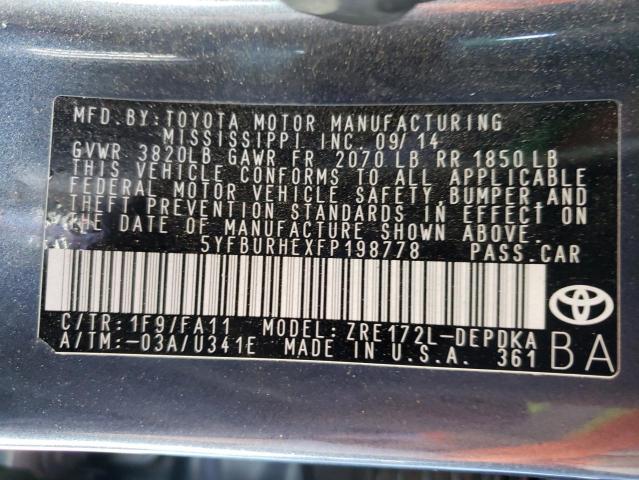 MFD.BY:TOYOTA MOTOR MANUFACTURING
MISSISSIPPI INC. 09/14
GVWR 3820LB GAWR FR 2070 LB RR 1850 LB
THIS VEHICLE CONFORMS TO ALL APPLICABLE
FEDERAL MOTOR VEHICLE SAFETY,BUMPER,AND
THEFT PREVENTION STANDARDS IN EFFECT ON
THE DATE OF MANUFACTURE SHOWN ABOVE.
5YFBURHEXFP198778 PASS.CAR
C/TR:1F9/FA11 MODEL:ZRE172L-DEPDKA
A/TM:-03A/U341E MADE IN U.S.A. 361
BA